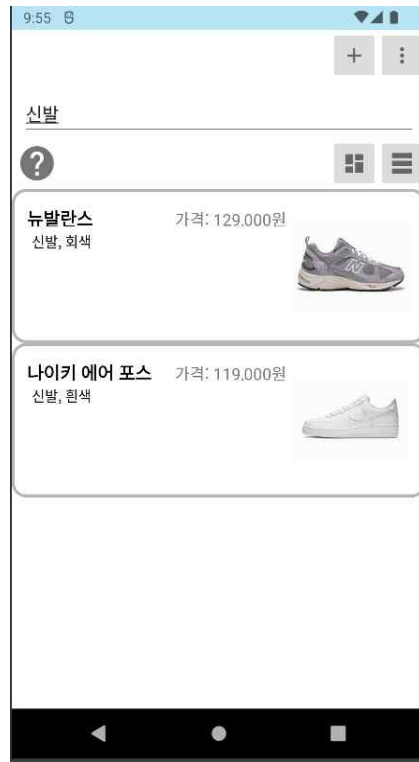 9:55
신발
?
뉴발란스 가격: 129,000원
신발, 회색
N
나이키 에어 포스 가격: 119,000원
신발, 흰색